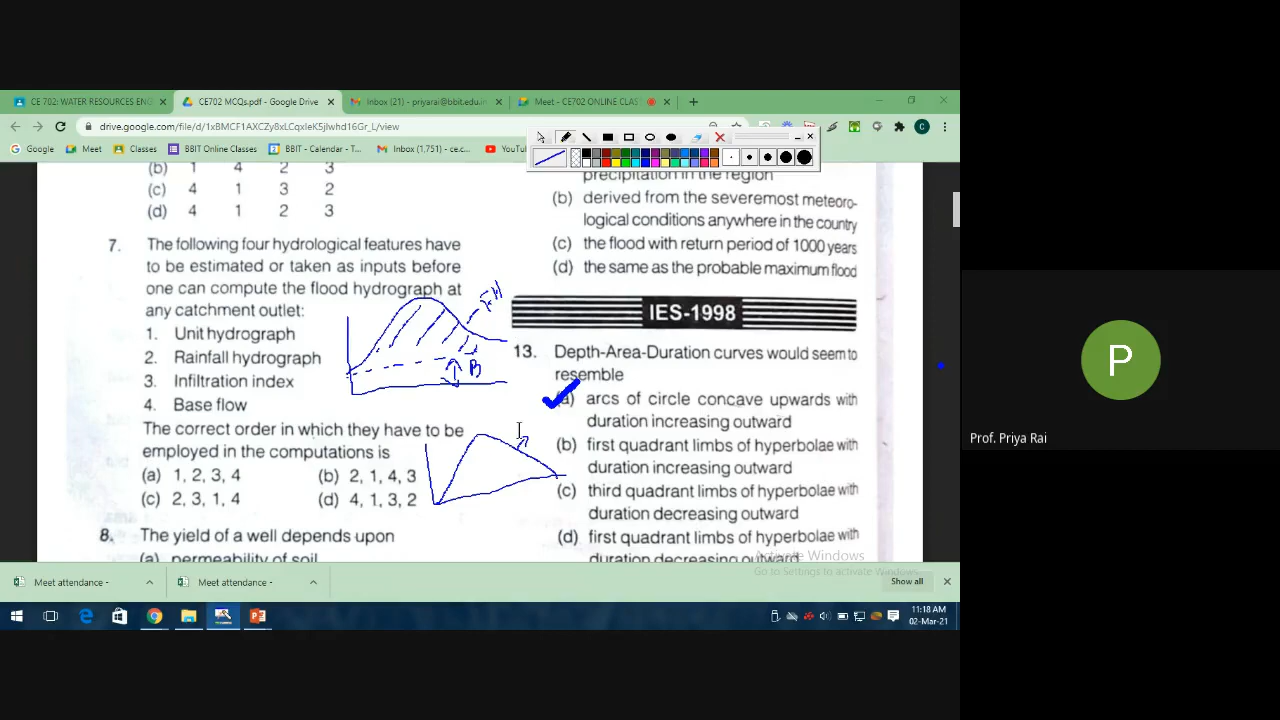 CE 702: WATER RESOURCES EN
CE702 MCQs.pdf - Google Drive
Inbox (21) - priyarai@bbit.edu.in
Meet - CE702 ONLINE CLAS
drive.google.com/file/d/1xBMCF1AXCZy8xLCqxIeK5jlwhd16Gr_L/view
Google
Meet
Classes
BBIT Online Classes
BBIT - Calendar - T...
Inbox (1,751) - ce.c...
YouTu
(b) 1 4 2 3
(c) 4 1 3 2
(d) 4 1 2 3
7. The following four hydrological features have
to be estimated or taken as inputs before
one can compute the flood hydrograph at
any catchment outlet:
1. Unit hydrograph
2. Rainfall hydrograph
3. Infiltration index
4. Base flow
The correct order in which they have to be
employed in the computations is
(a) 1, 2, 3, 4 (b) 2, 1, 4, 3
(c) 2, 3, 1, 4 (d) 4, 1, 3, 2
8. The yield of a well depends upon
(a) permeability of soil
B
precipitation in the region
(b) derived from the severemost meteoro-
logical conditions anywhere in the country
(c) the flood with return period of 1000 years
(d) the same as the probable maximum flood
IES-1998
13. Depth-Area-Duration curves would seem to
resemble
(a) arcs of circle concave upwards with
duration increasing outward
(b) first quadrant limbs of hyperbolae with
duration increasing outward
(c) third quadrant limbs of hyperbolae with
duration decreasing outward
(d) first quadrant limbs of hyperbolae with
duration decreasing outward
Activate Windows
Go to Settings to activate Windows.
Meet attendance -
Meet attendance -
Show all
11:18 AM
02-Mar-21
P
Prof. Priya Rai